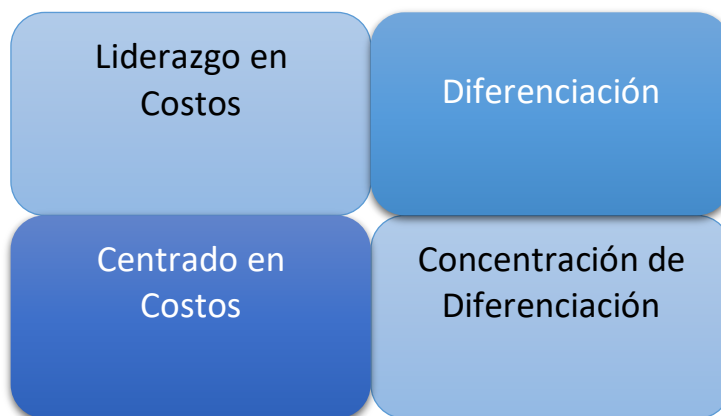 Liderazgo en
Costos
Diferenciación
Centrado en
Costos
Concentración de
Diferenciación